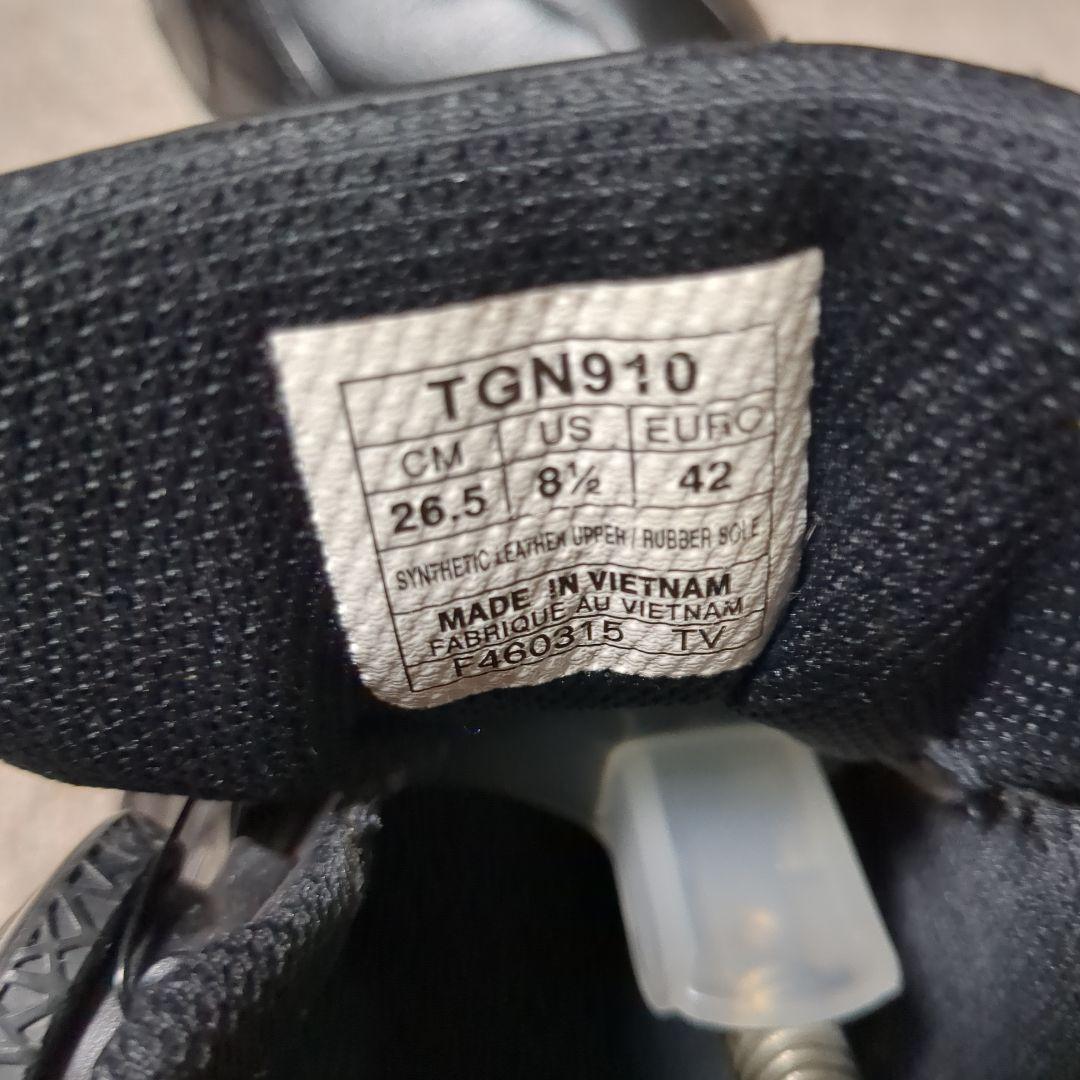 TGN910
CM US EURO
26.5 8½ 42
SYNTHETIC LEATHER UPPER / RUBBER SOLE
MADE IN VIETNAM
FABRIQUE AU VIETNAM
F460315 TV